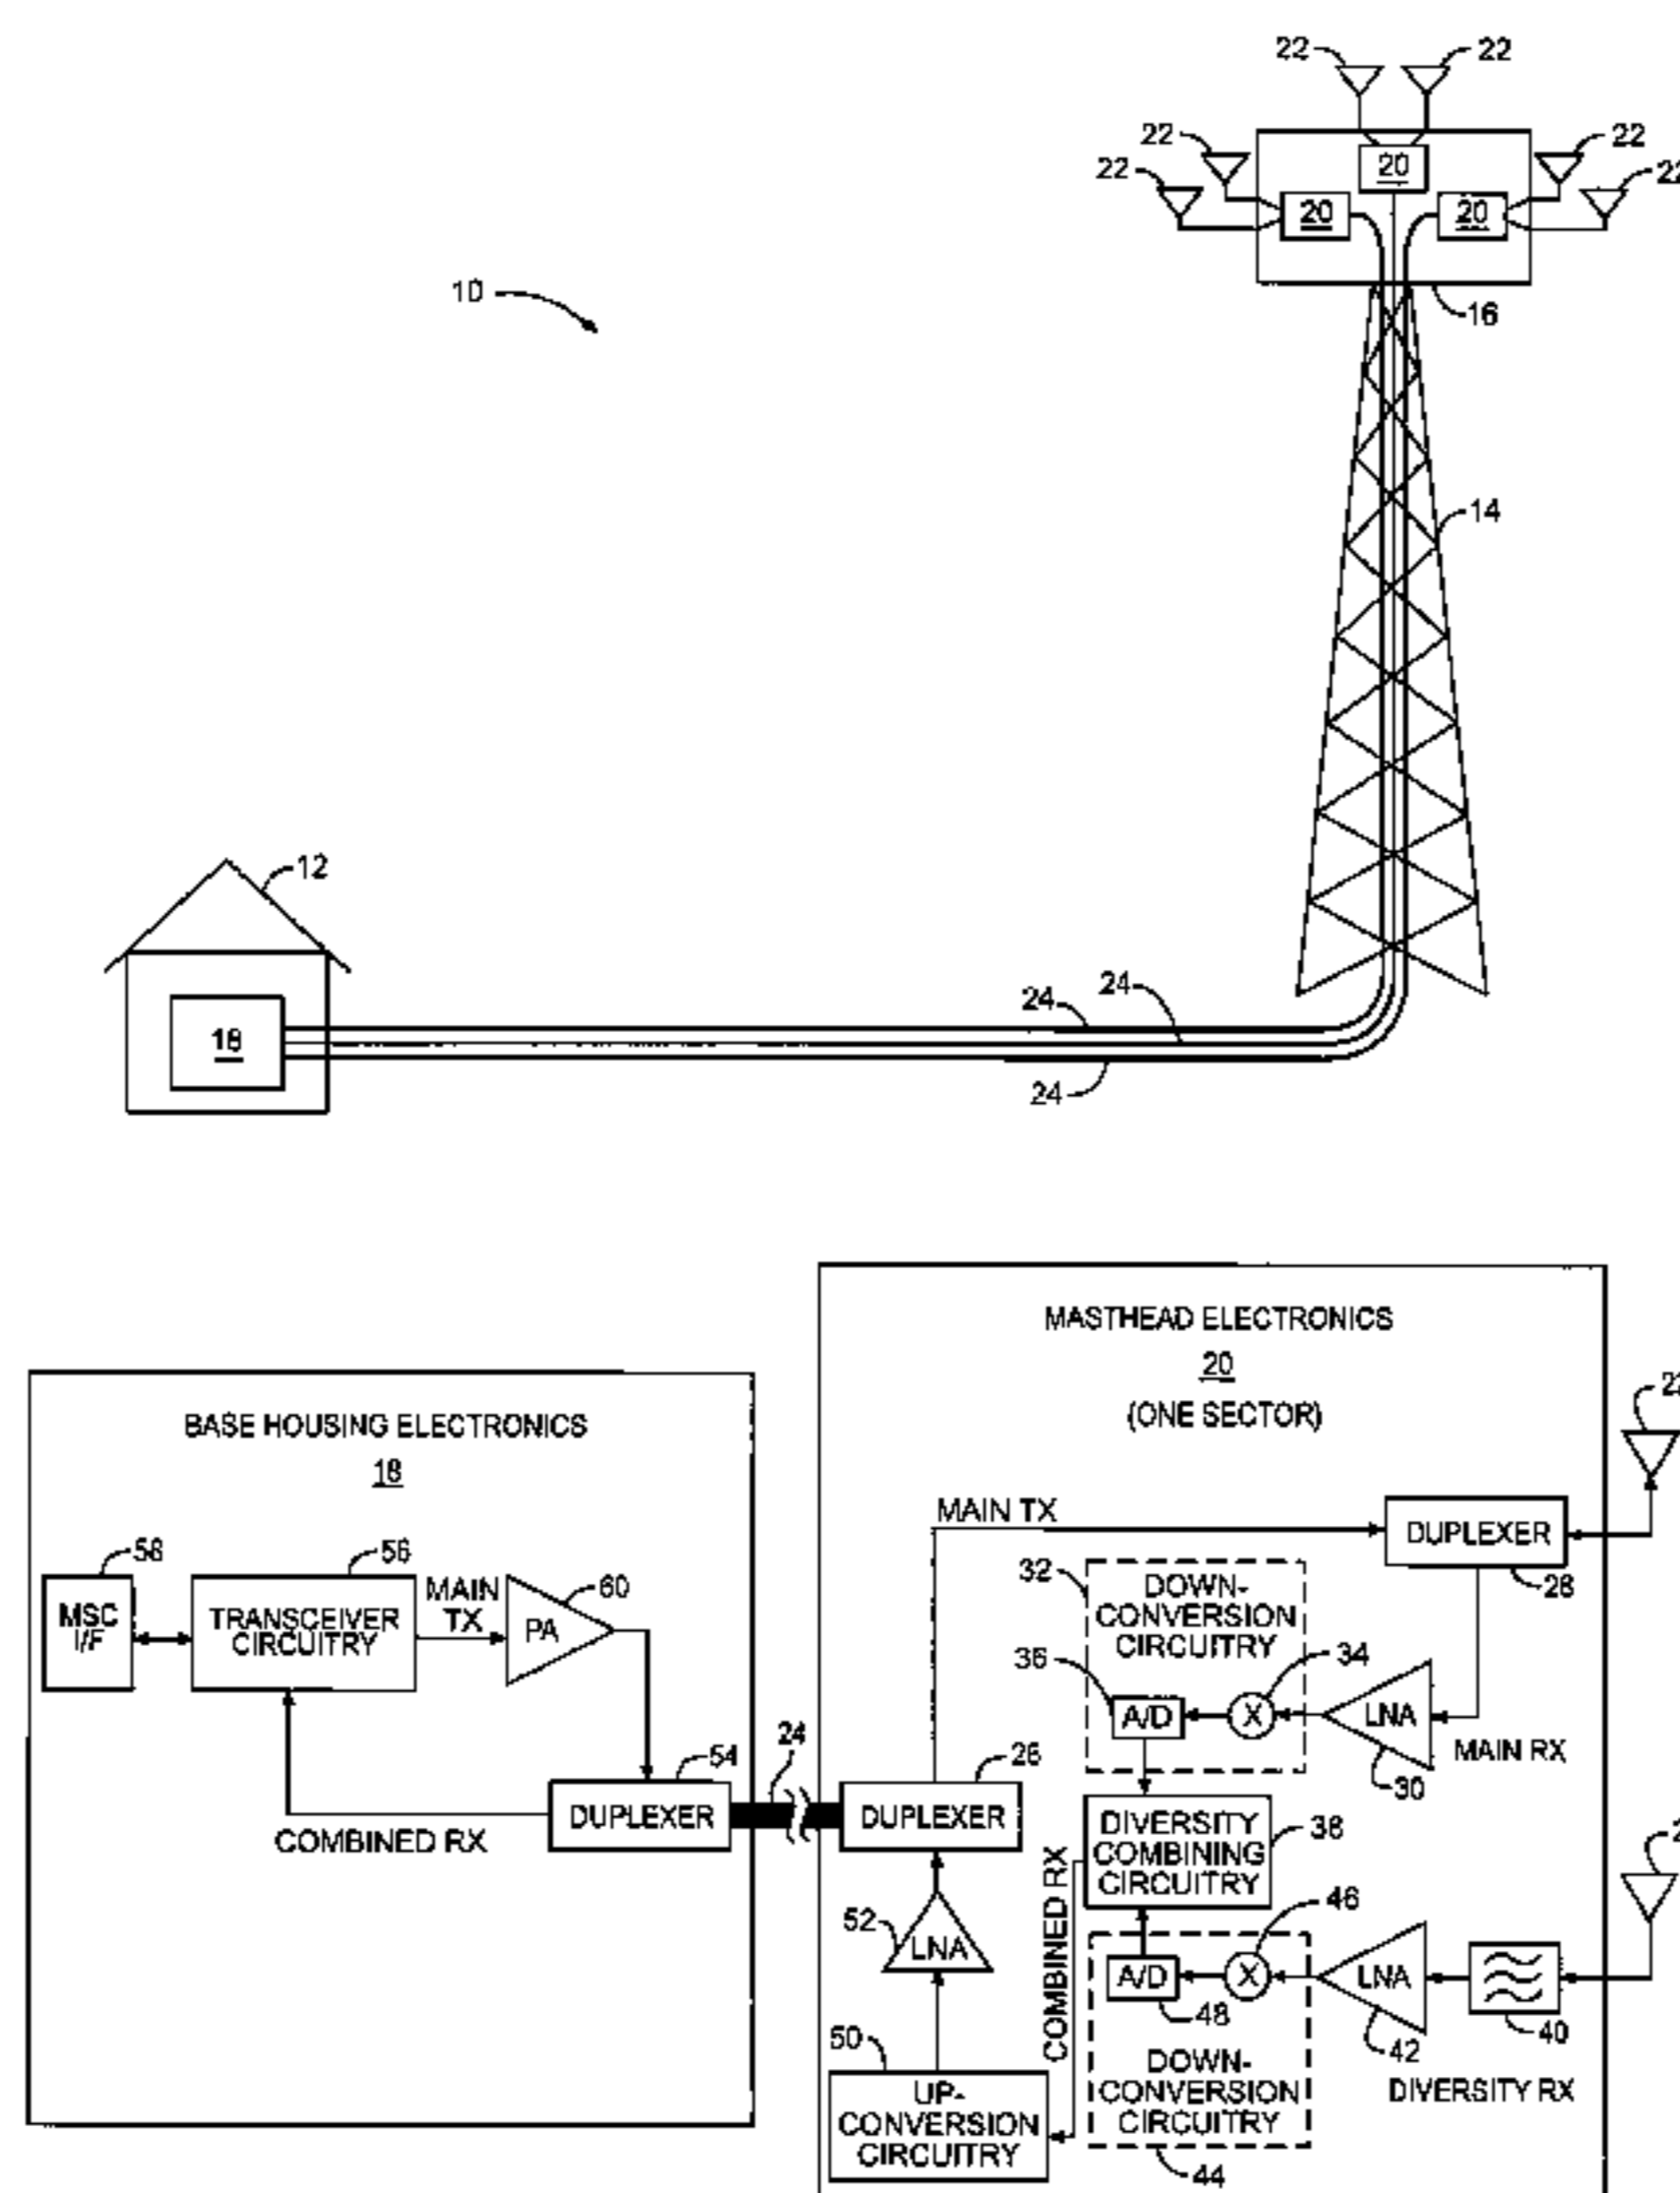 22 22
22 20 22
22 20 20
10
16
14
12
18
24 24
24
MASTHEAD ELECTRONICS
20
(ONE SECTOR)
BASE HOUSING ELECTRONICS
18
MAIN TX
DUPLEXER
28
58 56 MAIN TX 60
MSC I/F
TRANSCEIVER CIRCUITRY
PA
32
DOWN-
CONVERSION
CIRCUITRY
36 34
A/D X LNA
MAIN RX
30
24
54 26
DUPLEXER DUPLEXER
COMBINED RX
DIVERSITY
COMBINING
CIRCUITRY
38
COMBINED RX
52 LNA
46
A/D X LNA
48 42 40
DOWN-
CONVERSION
CIRCUITRY
DIVERSITY RX
44
50
UP-
CONVERSION
CIRCUITRY